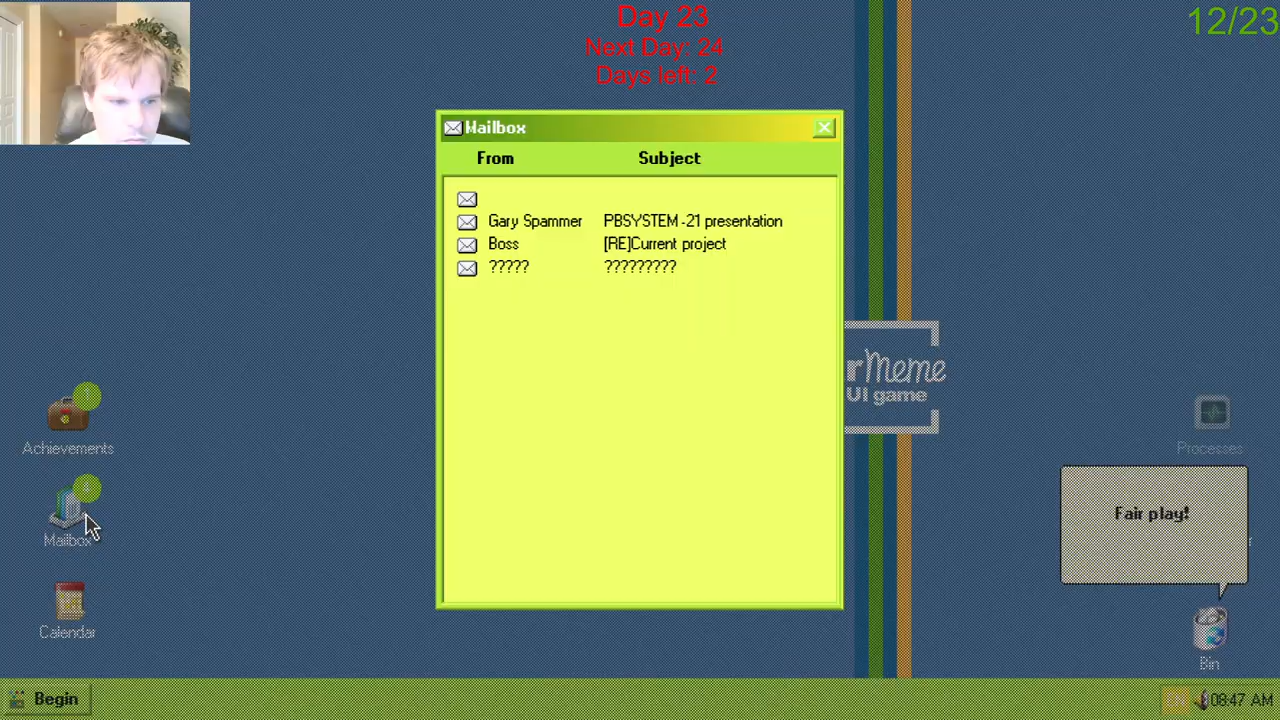 Day 23
Next Day: 24
Days left: 2
12/23
Mailbox
From Subject
Gary Spammer PBSYSTEM-21 presentation
Boss [RE]Current project
????? ?????????
rMeme
UI game
Achievements
Mailbox
Calendar
Processes
Fair play!
Bin
Begin
08:47 AM